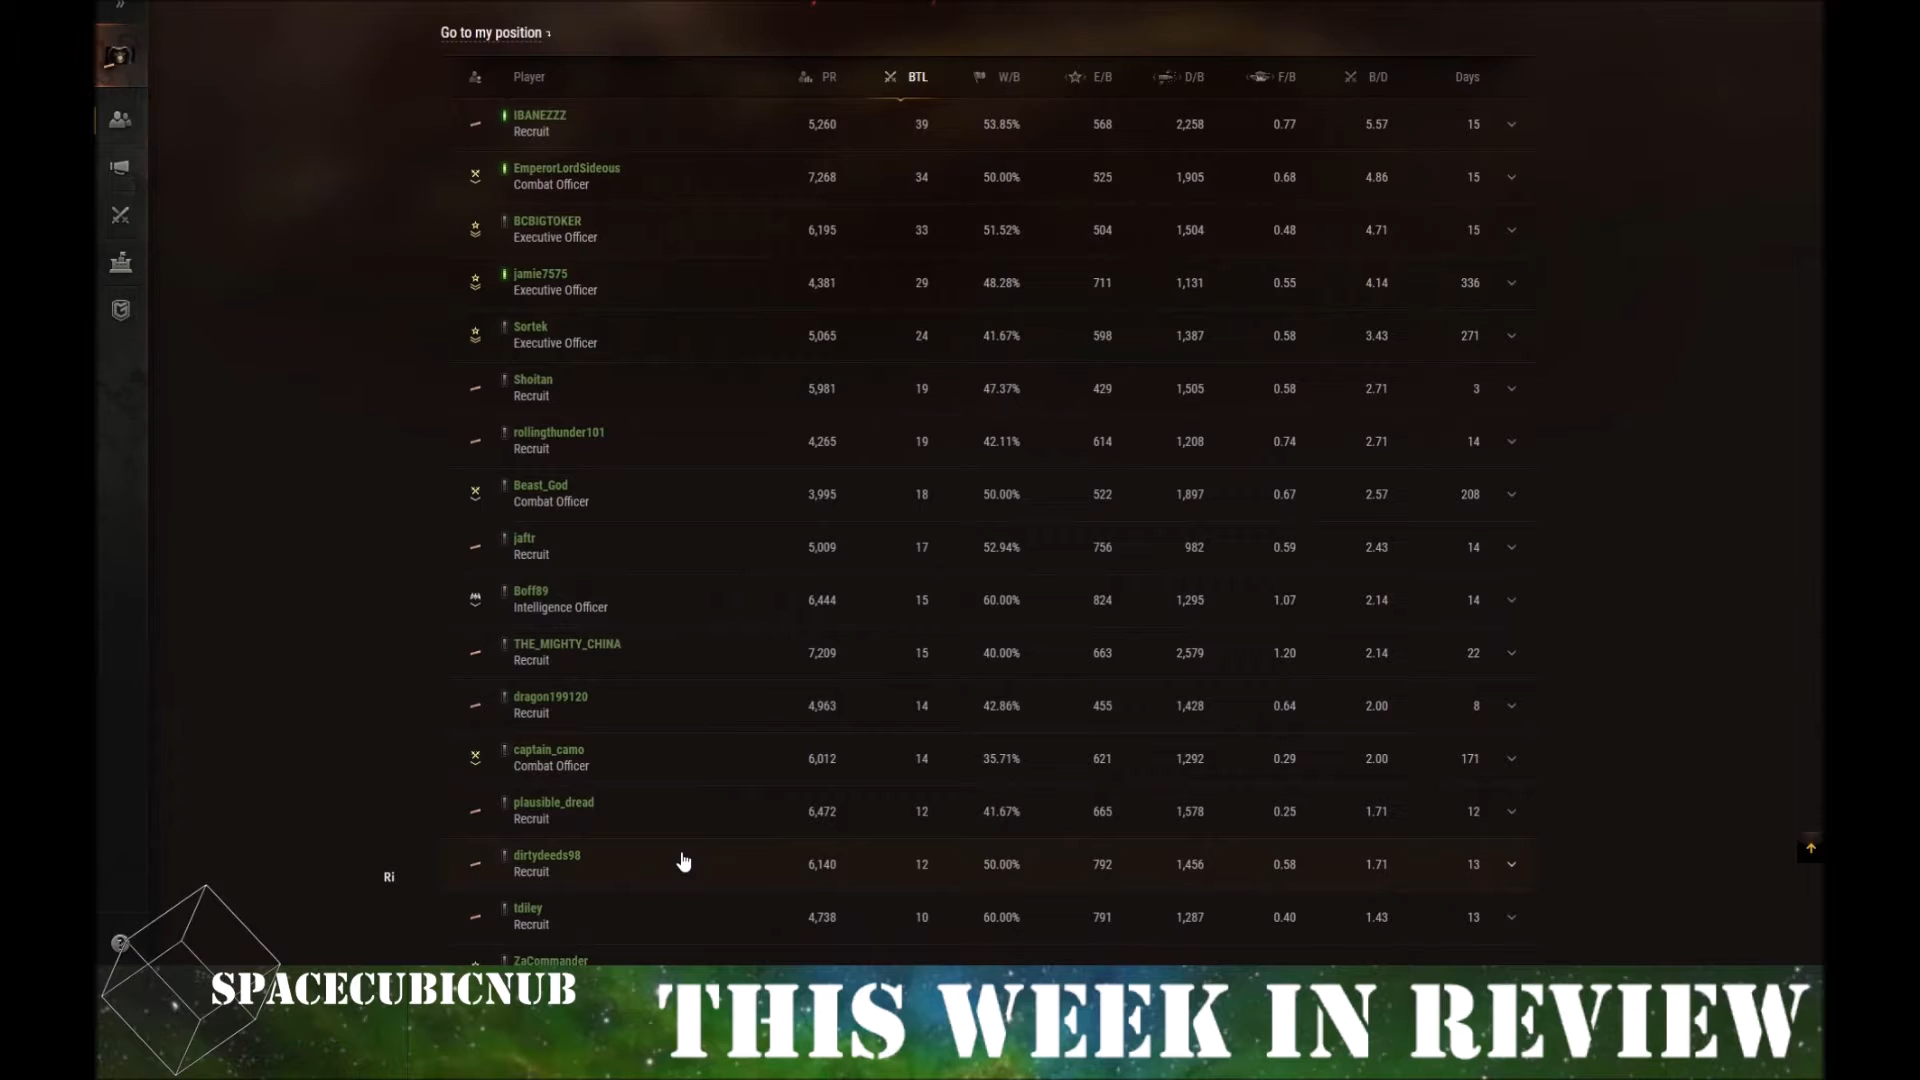 Go to my position
Player PR BTL W/B E/B D/B F/B B/D Days
IBANEZZZ
Recruit 5,260 39 53.85% 568 2,258 0.77 5.57 15
EmperorLordSideous
Combat Officer 7,268 34 50.00% 525 1,905 0.68 4.86 15
BCBIGTOKER
Executive Officer 6,195 33 51.52% 504 1,504 0.48 4.71 15
jamie7575
Executive Officer 4,381 29 48.28% 711 1,131 0.55 4.14 336
Sortek
Executive Officer 5,065 24 41.67% 598 1,387 0.58 3.43 271
Shoitan
Recruit 5,981 19 47.37% 429 1,505 0.58 2.71 3
rollingthunder101
Recruit 4,265 19 42.11% 614 1,208 0.74 2.71 14
Beast_God
Combat Officer 3,995 18 50.00% 522 1,897 0.67 2.57 208
jaftr
Recruit 5,009 17 52.94% 756 982 0.59 2.43 14
Boff89
Intelligence Officer 6,444 15 60.00% 824 1,295 1.07 2.14 14
THE_MIGHTY_CHINA
Recruit 7,209 15 40.00% 663 2,579 1.20 2.14 22
dragon199120
Recruit 4,963 14 42.86% 455 1,428 0.64 2.00 8
captain_camo
Combat Officer 6,012 14 35.71% 621 1,292 0.29 2.00 171
plausible_dread
Recruit 6,472 12 41.67% 665 1,578 0.25 1.71 12
dirtydeeds98
Recruit 6,140 12 50.00% 792 1,456 0.58 1.71 13
Ri
tdiley
Recruit 4,738 10 60.00% 791 1,287 0.40 1.43 13
ZaCommander
SPACECUBICNUB
THIS WEEK IN REVIEW